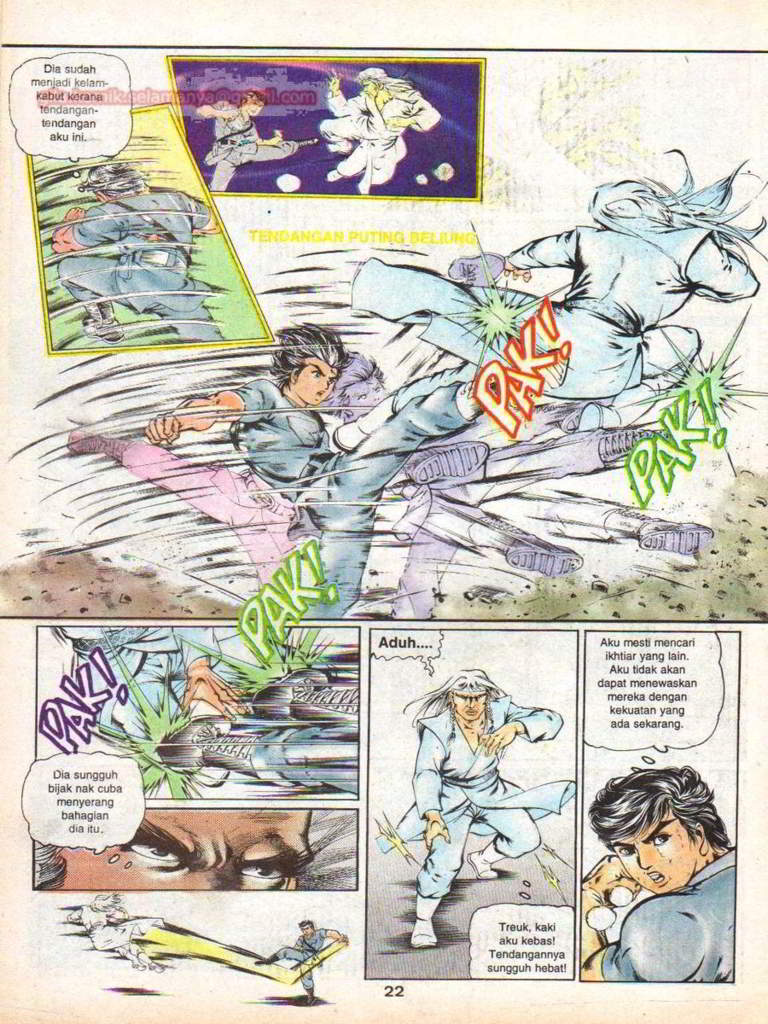 Dia sudah
menjadi kelam-
kabut kerana
tendangan-
tendangan
aku ini.
TENDANGAN PUTING BELIUNG
PAK!
PAK!
PAK!
PAK!
Dia sungguh
bijak nak cuba
menyerang
bahagian
dia itu.
Aduh....
Treuk, kaki
aku kebas!
Tendangannya
sungguh hebat!
Aku mesti mencari
ikhtiar yang lain.
Aku tidak akan
dapat menewaskan
mereka dengan
kekuatan yang
ada sekarang.
22